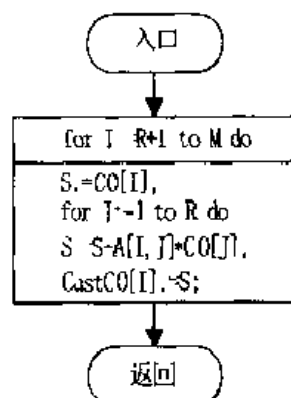 入口
for I R+1 to M do
S.=CO[I],
for J:=1 to R do
S S-A[I,J]*CO[J],
CastCO[I].=S;
返回